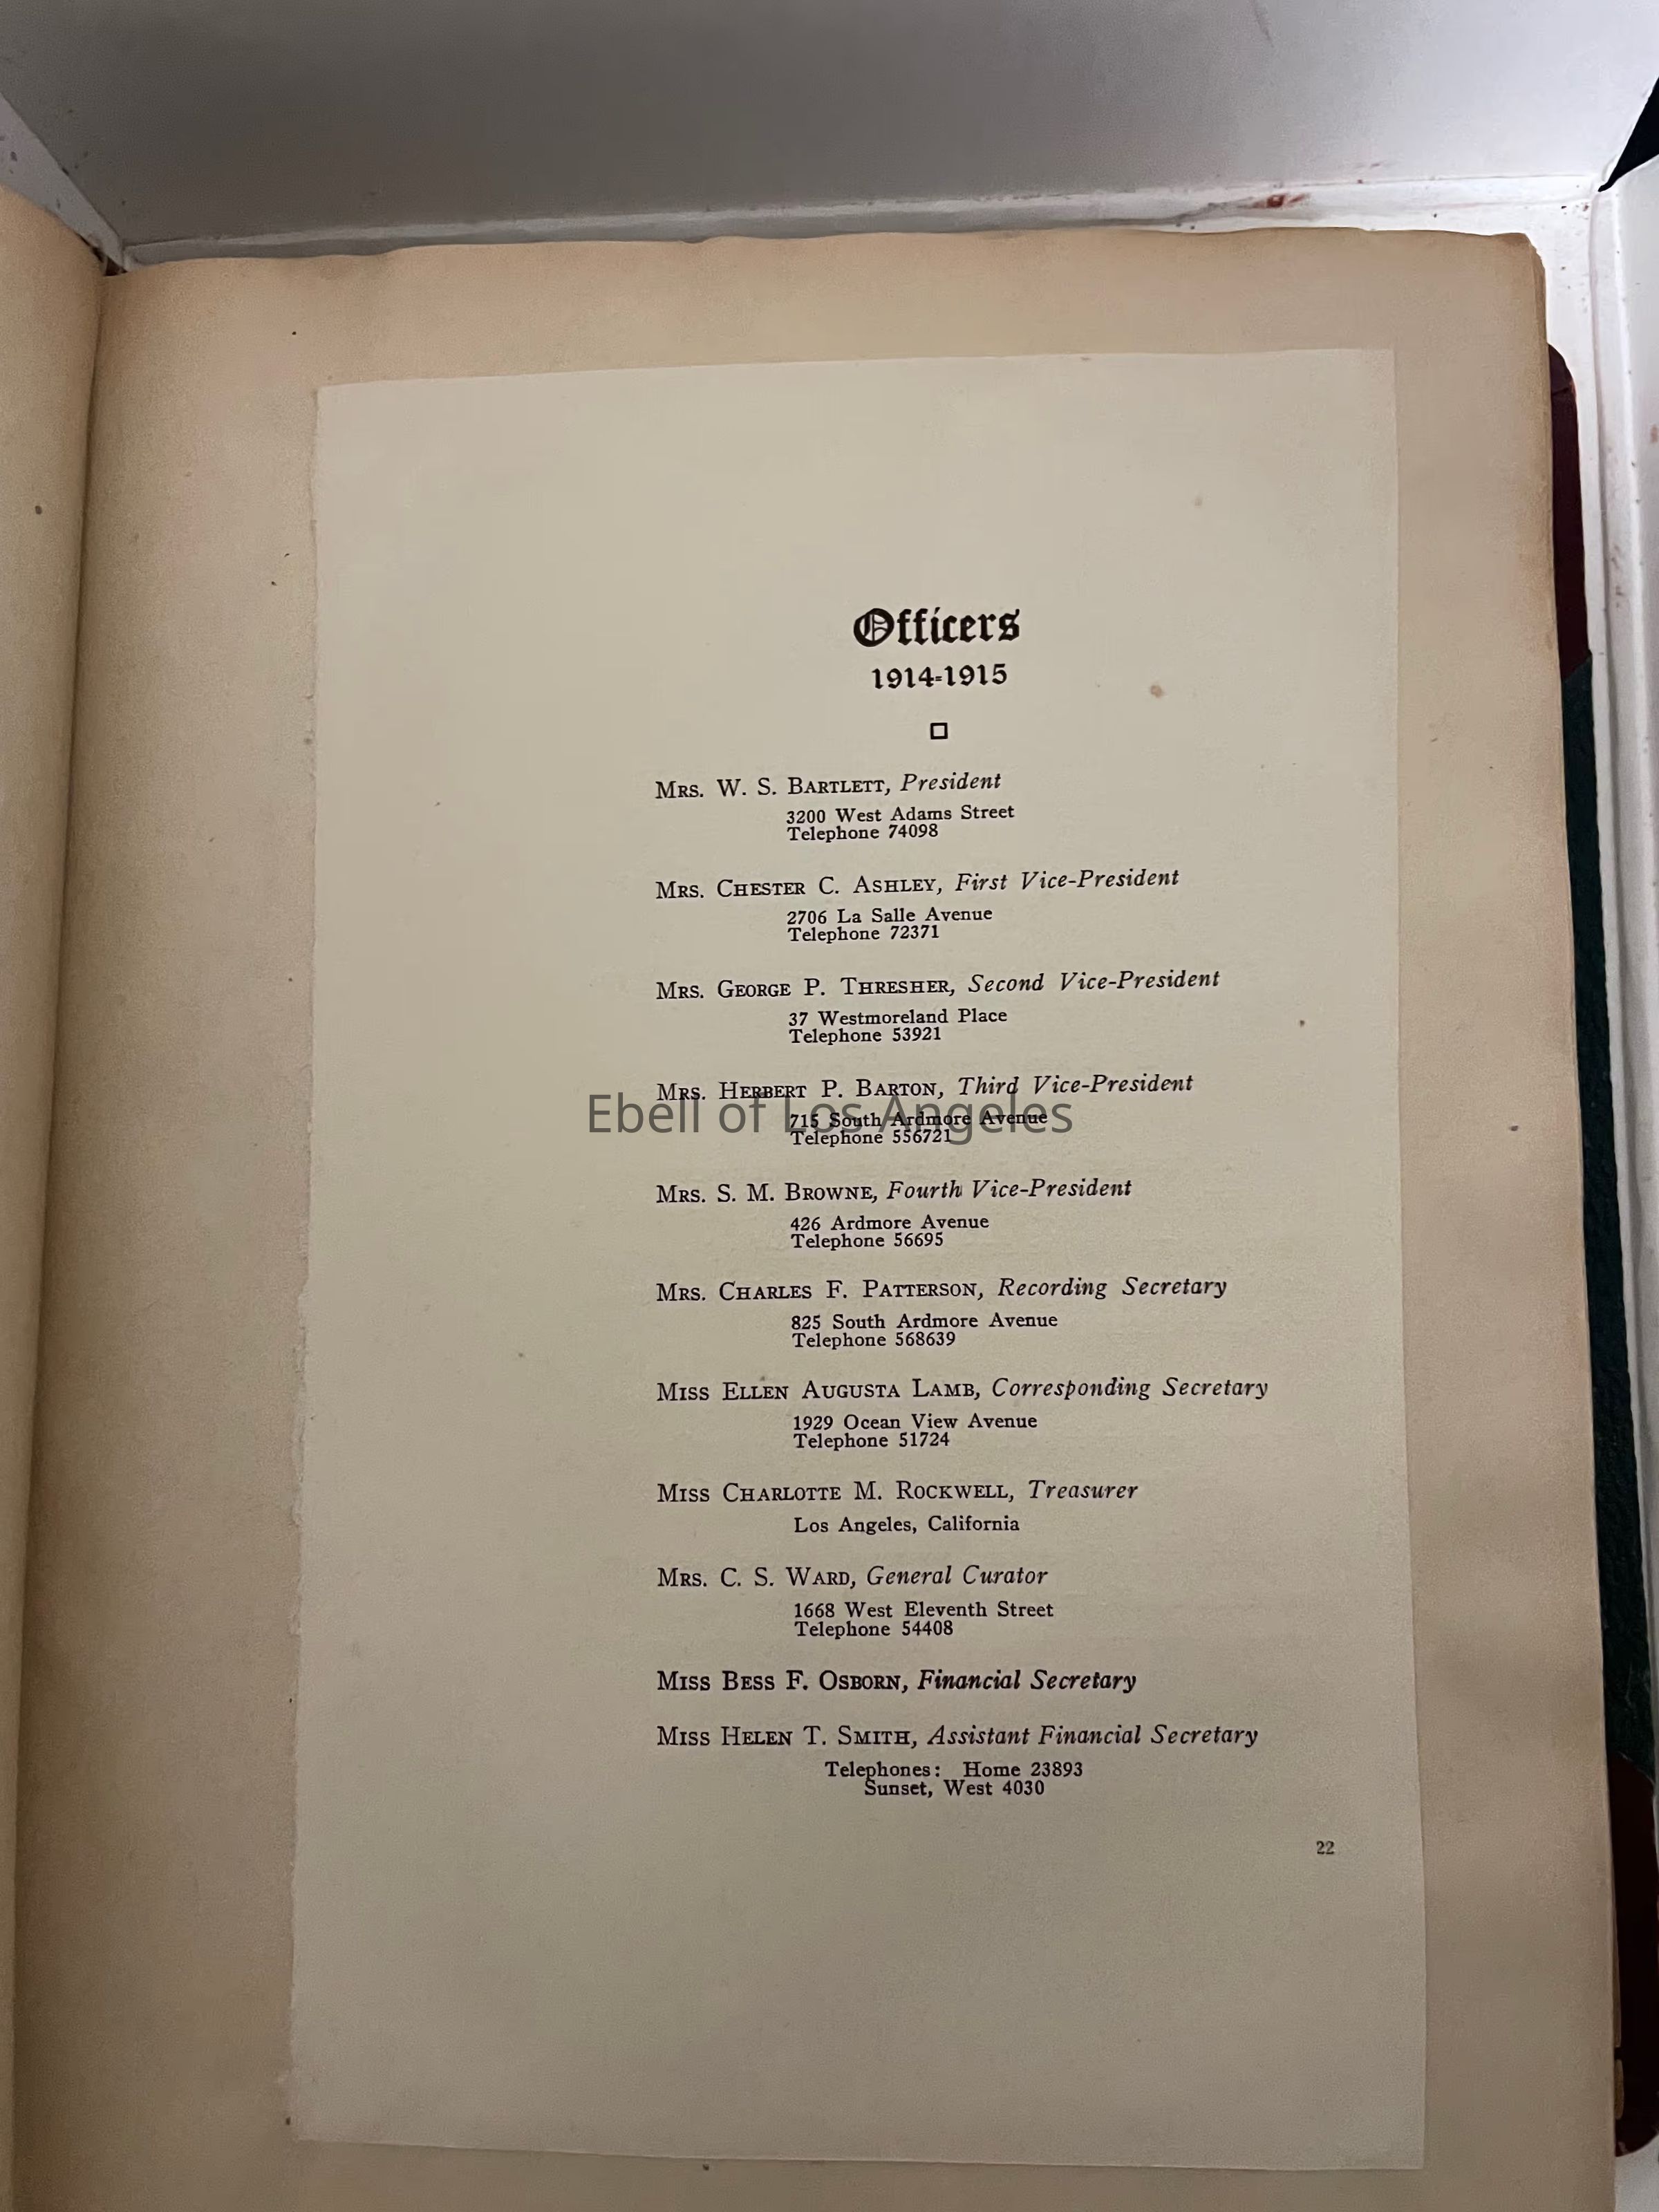 Officers
1914-1915
Mrs. W. S. Bartlett, President
3200 West Adams Street
Telephone 74098
Mrs. Chester C. Ashley, First Vice-President
2706 La Salle Avenue
Telephone 72371
Mrs. George P. Thresher, Second Vice-President
37 Westmoreland Place
Telephone 53921
Mrs. Herbert P. Barton, Third Vice-President
Ebell of Los Angeles
715 South Ardmore Avenue
Telephone 556721
Mrs. S. M. Browne, Fourth Vice-President
426 Ardmore Avenue
Telephone 56695
Mrs. Charles F. Patterson, Recording Secretary
825 South Ardmore Avenue
Telephone 568639
Miss Ellen Augusta Lamb, Corresponding Secretary
1929 Ocean View Avenue
Telephone 51724
Miss Charlotte M. Rockwell, Treasurer
Los Angeles, California
Mrs. C. S. Ward, General Curator
1668 West Eleventh Street
Telephone 54408
Miss Bess F. Osborn, Financial Secretary
Miss Helen T. Smith, Assistant Financial Secretary
Telephones: Home 23893
Sunset, West 4030
22